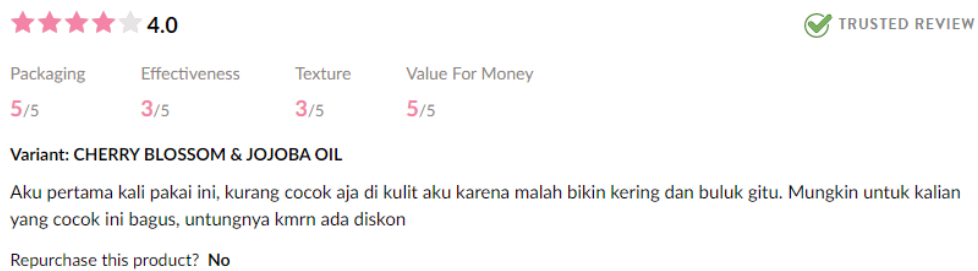 4.0 TRUSTED REVIEW
Packaging Effectiveness Texture Value For Money
5/5 3/5 3/5 5/5
Variant: CHERRY BLOSSOM & JOJOBA OIL
Aku pertama kali pakai ini, kurang cocok aja di kulit aku karena malah bikin kering dan buluk gitu. Mungkin untuk kalian
yang cocok ini bagus, untungnya kmrn ada diskon
Repurchase this product? No